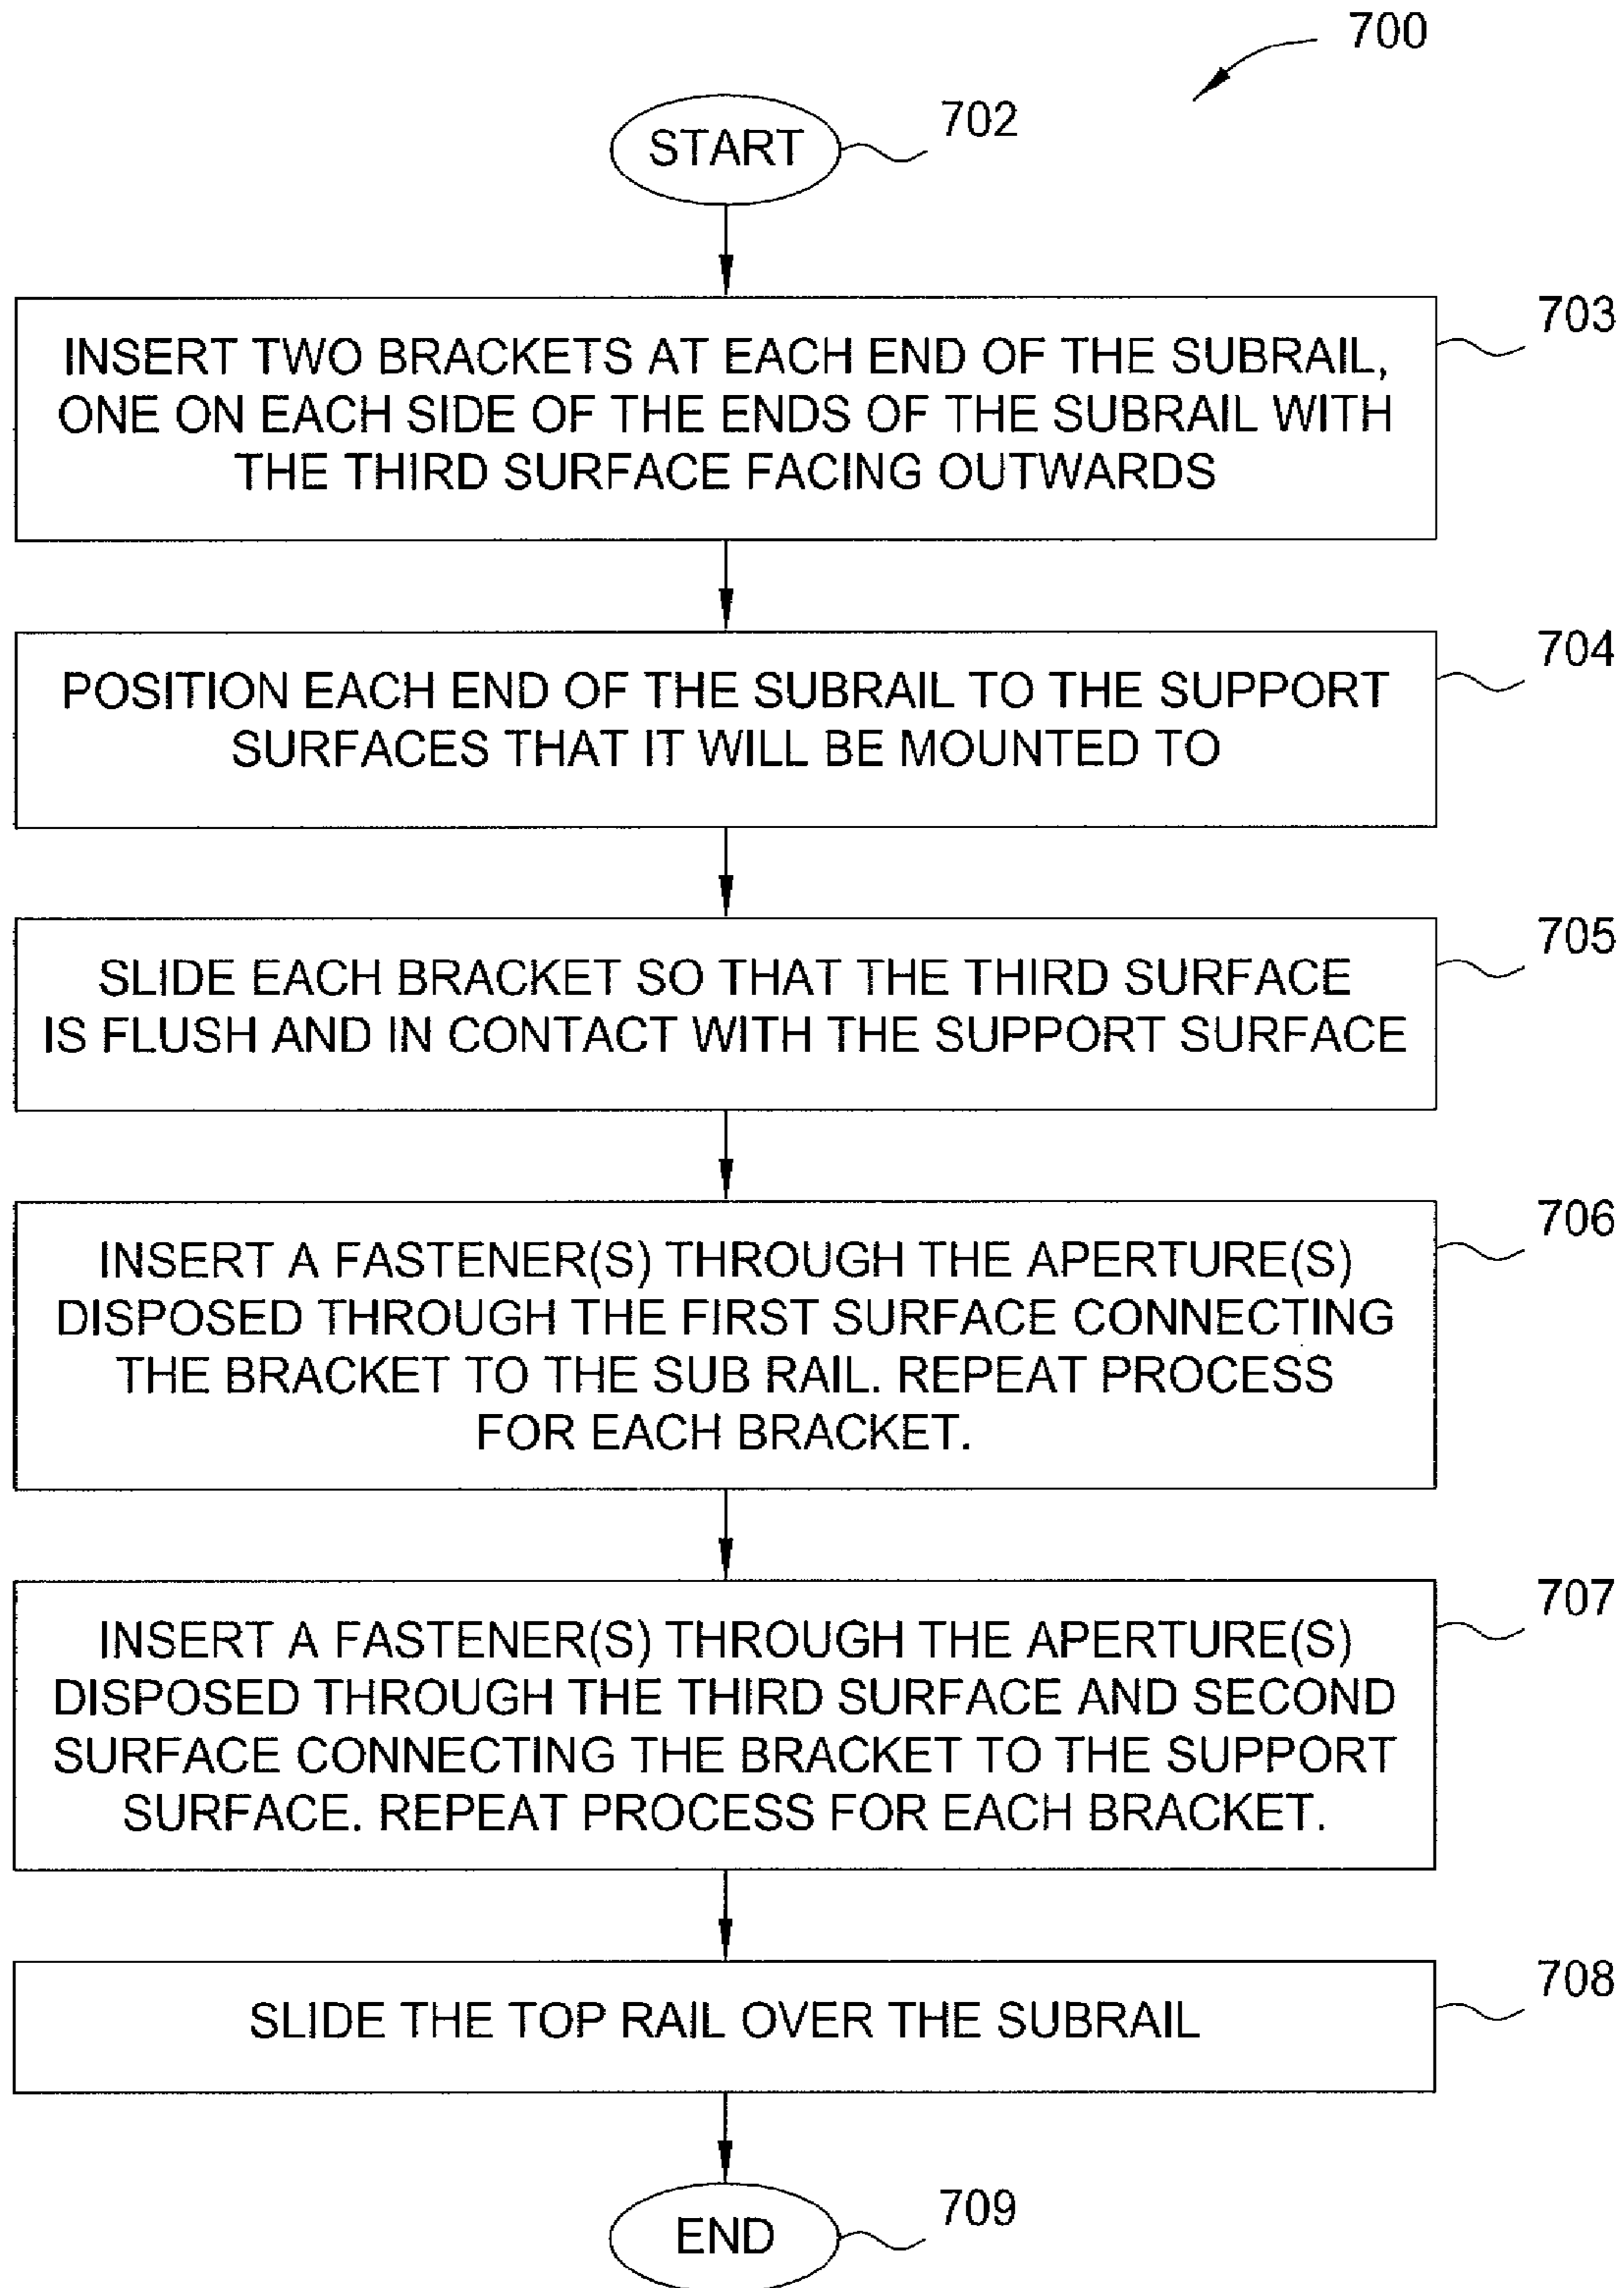 700
START
702
703
INSERT TWO BRACKETS AT EACH END OF THE SUBRAIL,
ONE ON EACH SIDE OF THE ENDS OF THE SUBRAIL WITH
THE THIRD SURFACE FACING OUTWARDS
704
POSITION EACH END OF THE SUBRAIL TO THE SUPPORT
SURFACES THAT IT WILL BE MOUNTED TO
705
SLIDE EACH BRACKET SO THAT THE THIRD SURFACE
IS FLUSH AND IN CONTACT WITH THE SUPPORT SURFACE
706
INSERT A FASTENER(S) THROUGH THE APERTURE(S)
DISPOSED THROUGH THE FIRST SURFACE CONNECTING
THE BRACKET TO THE SUB RAIL. REPEAT PROCESS
FOR EACH BRACKET.
707
INSERT A FASTENER(S) THROUGH THE APERTURE(S)
DISPOSED THROUGH THE THIRD SURFACE AND SECOND
SURFACE CONNECTING THE BRACKET TO THE SUPPORT
SURFACE. REPEAT PROCESS FOR EACH BRACKET.
708
SLIDE THE TOP RAIL OVER THE SUBRAIL
709
END